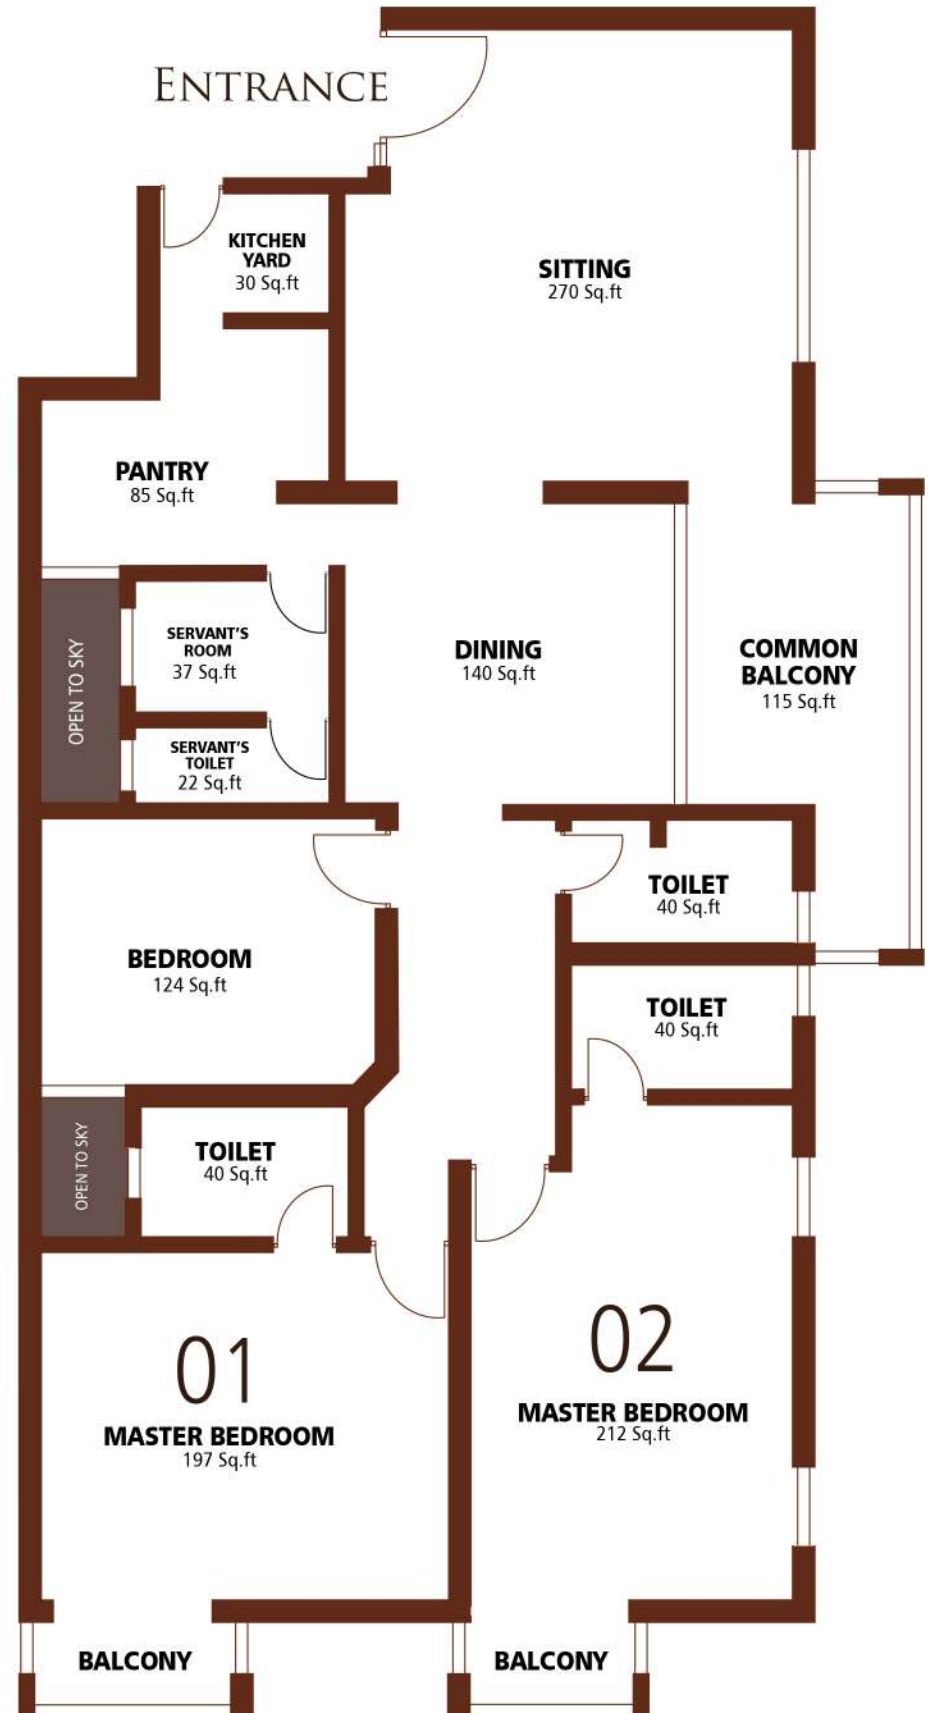 ENTRANCE
KITCHEN
YARD
30 Sq.ft
SITTING
270 Sq.ft
PANTRY
85 Sq.ft
OPEN TO SKY
SERVANT'S
ROOM
37 Sq.ft
DINING
140 Sq.ft
COMMON
BALCONY
115 Sq.ft
SERVANT'S
TOILET
22 Sq.ft
TOILET
40 Sq.ft
BEDROOM
124 Sq.ft
TOILET
40 Sq.ft
OPEN TO SKY
TOILET
40 Sq.ft
01
MASTER BEDROOM
197 Sq.ft
02
MASTER BEDROOM
212 Sq.ft
BALCONY
BALCONY